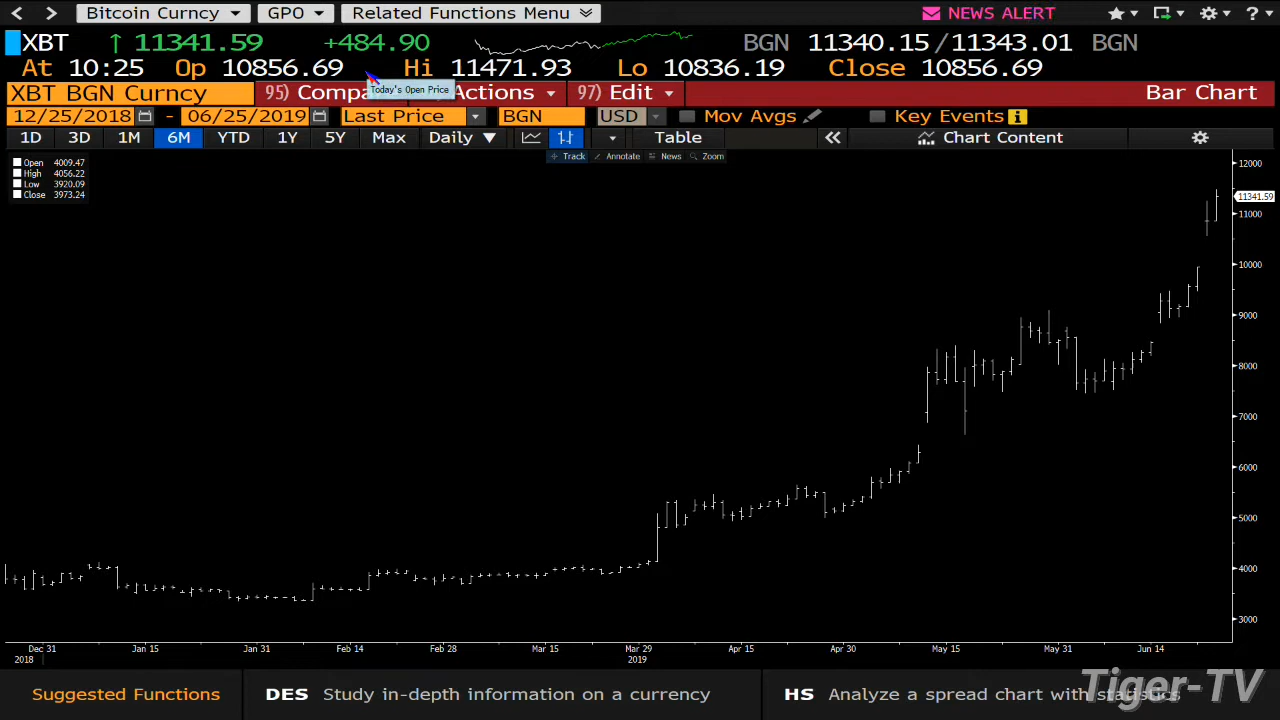 Bitcoin Curncy GPO Related Functions Menu NEWS ALERT ?
XBT ↑ 11341.59 +484.90 BGN 11340.15/11343.01 BGN
At 10:25 Op 10856.69 Hi 11471.93 Lo 10836.19 Close 10856.69
Today's Open Price
XBT BGN Curncy 95) Compa Actions 97) Edit Bar Chart
12/25/2018 - 06/25/2019 Last Price BGN USD Mov Avgs Key Events
1D 3D 1M 6M YTD 1Y 5Y Max Daily ▼ Table « Chart Content
Track Annotate News Zoom
Open 4009.47
High 4056.22
Low 3920.09
Close 3973.24
12000
11341.59
11000
10000
9000
8000
7000
6000
5000
4000
3000
Dec 31 Jan 15 Jan 31 Feb 14 Feb 28 Mar 15 Mar 29 Apr 15 Apr 30 May 15 May 31 Jun 14
2018 2019
Suggested Functions DES Study in-depth information on a currency HS Analyze a spread chart with statistics
Tiger-TV